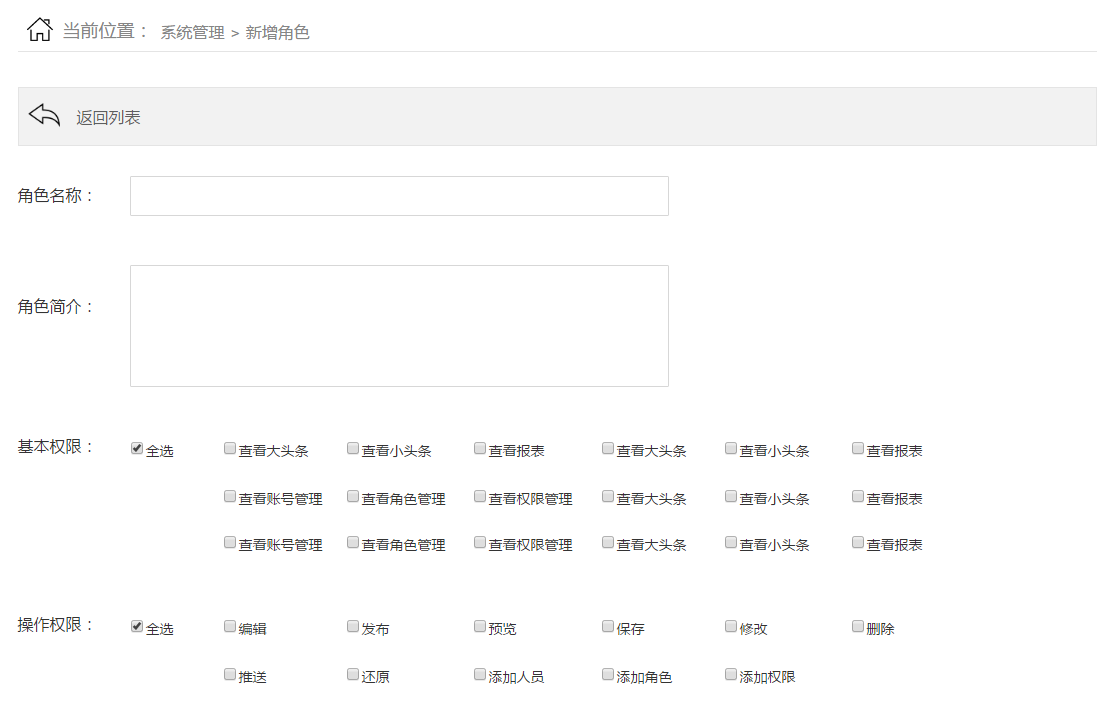 当前位置： 系统管理 > 新增角色
返回列表
角色名称：
角色简介：
基本权限： 全选 查看大头条 查看小头条 查看报表 查看大头条 查看小头条 查看报表
查看账号管理 查看角色管理 查看权限管理 查看大头条 查看小头条 查看报表
查看账号管理 查看角色管理 查看权限管理 查看大头条 查看小头条 查看报表
操作权限： 全选 编辑 发布 预览 保存 修改 删除
推送 还原 添加人员 添加角色 添加权限